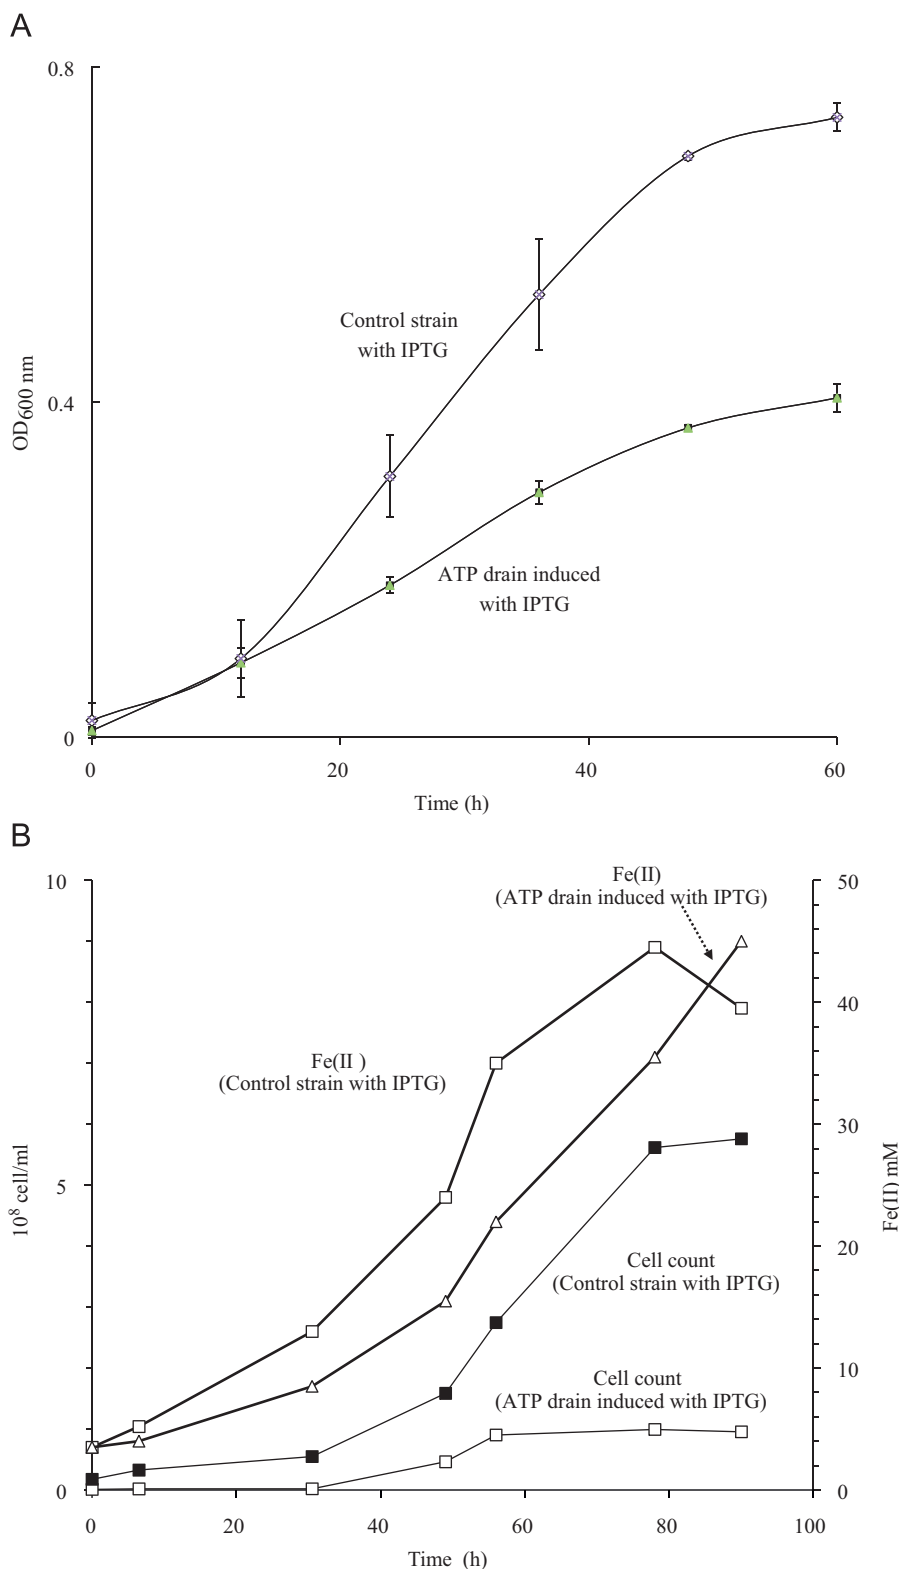 A
0.8
Control strain
with IPTG
OD600 nm
0.4
ATP drain induced
with IPTG
0
0
20
40
60
Time (h)
B
10
Fe(II)
(ATP drain induced with IPTG)
50
40
Fe(II )
(Control strain with IPTG)
30
10⁸ cell/ml
5
Fe(II) mM
20
Cell count
(Control strain with IPTG)
10
Cell count
(ATP drain induced with IPTG)
0
0
0
20
40
60
80
100
Time (h)